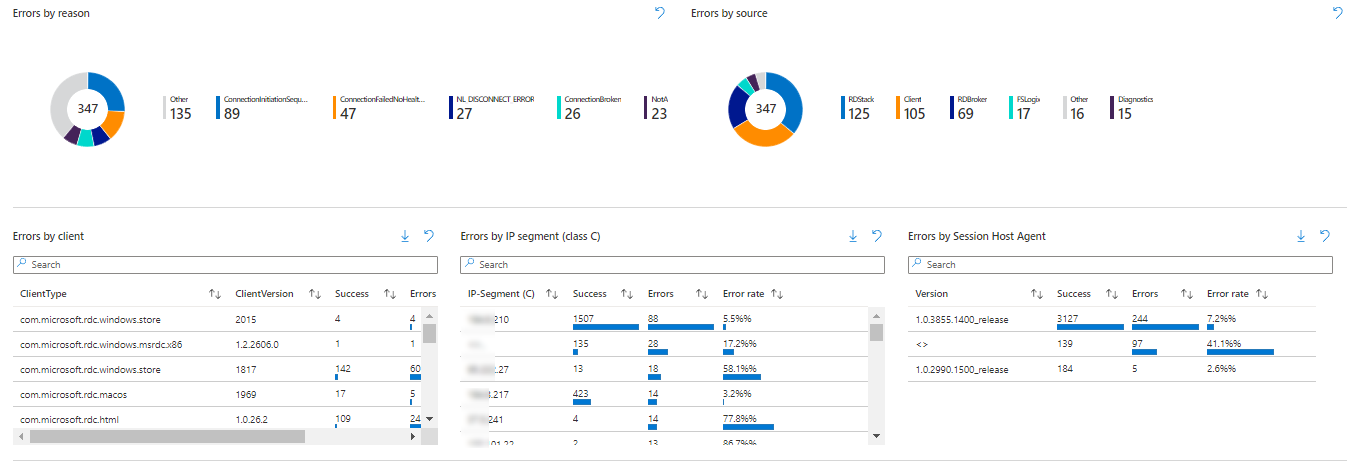 Errors by reason
Errors by source
347
Other
135
ConnectionInitiationSequ...
89
ConnectionFailedNoHealt...
47
NIL DISCONNECT ERROR
27
ConnectionBroken
26
NotA
23
347
RDStack
125
Client
105
RDBroker
69
FSLogix
17
Other
16
Diagnostics
15
Errors by client
Search
ClientType ClientVersion Success Errors
com.microsoft.rdc.windows.store 2015 4 4
com.microsoft.rdc.windows.msrdc.x86 1.2.2606.0 1 1
com.microsoft.rdc.windows.store 1817 142 60
com.microsoft.rdc.macos 1969 17 5
com.microsoft.rdc.html 1.0.26.2 109 24
Errors by IP segment (class C)
Search
IP-Segment (C) Success Errors Error rate
.210 1507 88 5.5%%
135 28 17.2%%
.27 13 18 58.1%%
.217 423 14 3.2%%
241 4 14 77.8%%
.22 2 13 86.7%%
Errors by Session Host Agent
Search
Version Success Errors Error rate
1.0.3855.1400_release 3127 244 7.2%%
<> 139 97 41.1%%
1.0.2990.1500_release 184 5 2.6%%